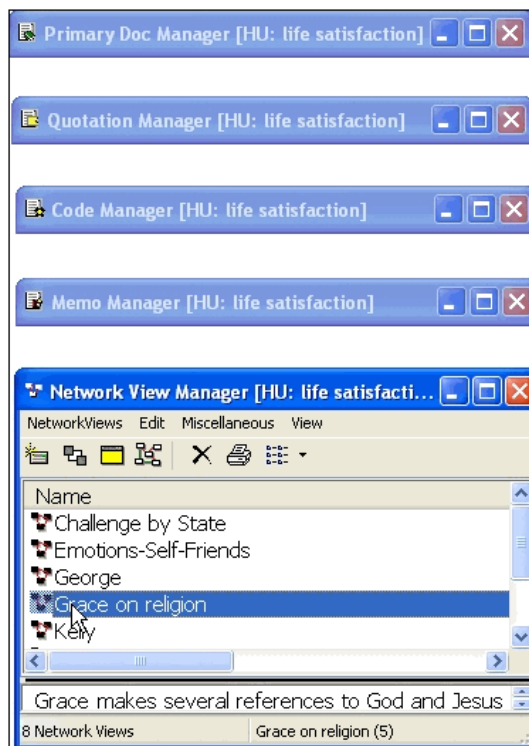 Primary Doc Manager [HU: life satisfaction]
Quotation Manager [HU: life satisfaction]
Code Manager [HU: life satisfaction]
Memo Manager [HU: life satisfaction]
Network View Manager [HU: life satisfacti...
NetworkViews Edit Miscellaneous View
Name
Challenge by State
Emotions-Self-Friends
George
Grace on religion
Kelly
Grace makes several references to God and Jesus
8 Network Views Grace on religion (5)